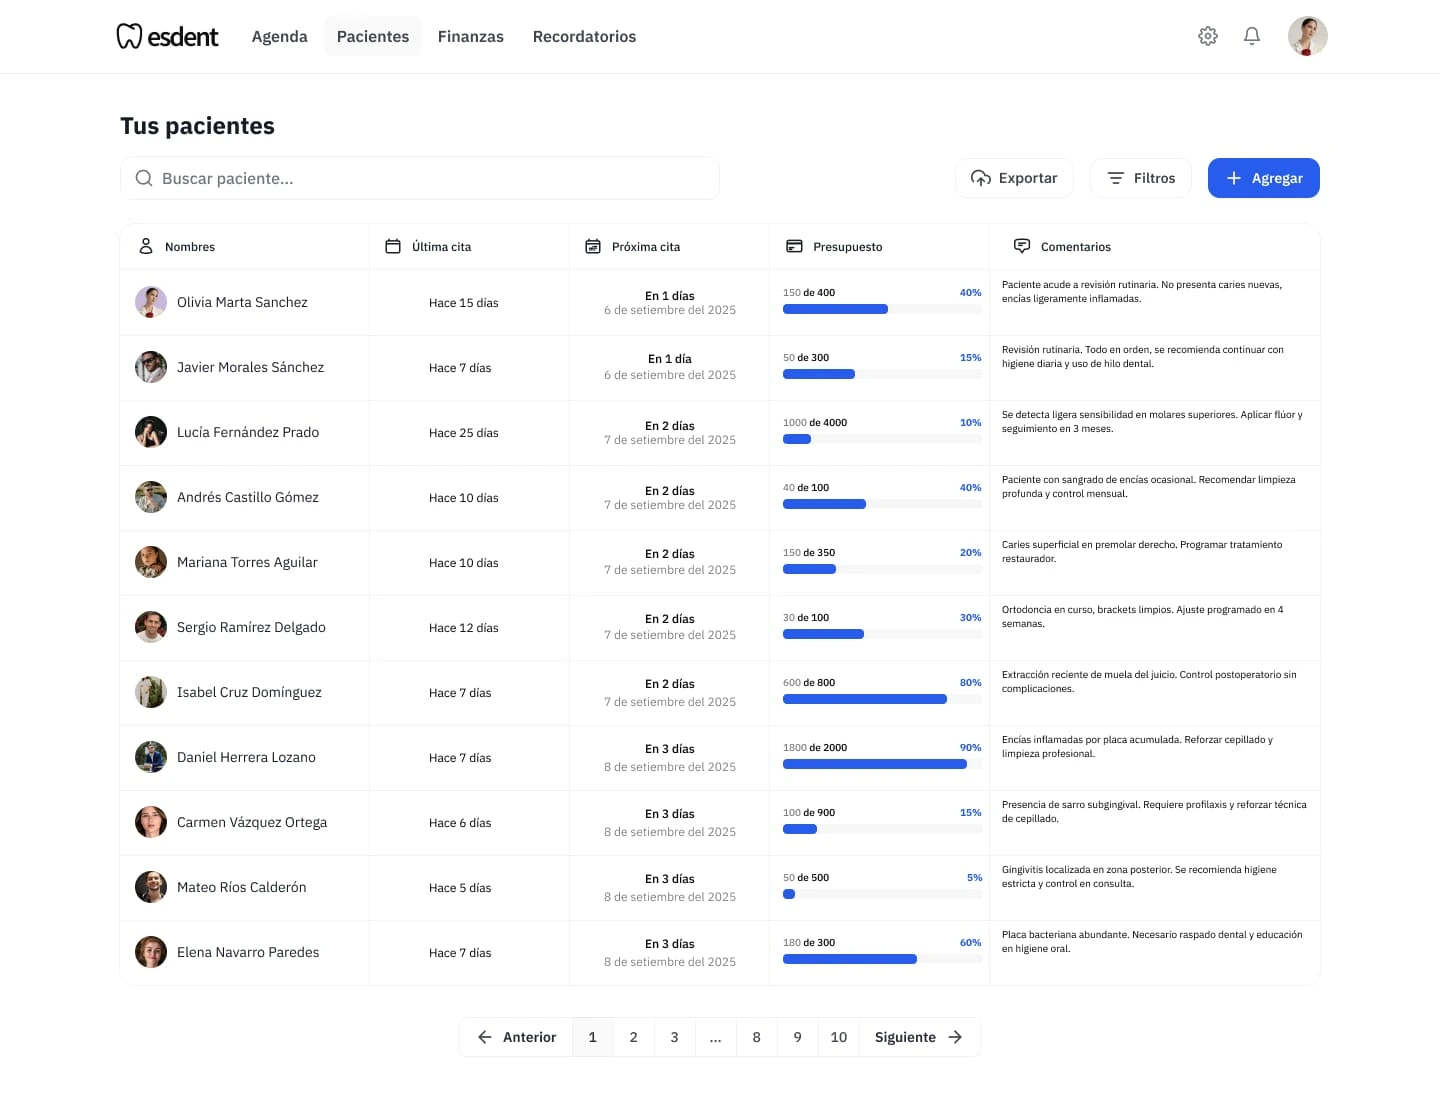 esdent
Agenda
Pacientes
Finanzas
Recordatorios
Tus pacientes
Buscar paciente...
Exportar
Filtros
Agregar
Nombres
Última cita
Próxima cita
Presupuesto
Comentarios
Olivia Marta Sanchez
Hace 15 días
En 1 días
6 de setiembre del 2025
150 de 400
40%
Paciente acude a revisión rutinaria. No presenta caries nuevas,
encías ligeramente inflamadas.
Javier Morales Sánchez
Hace 7 días
En 1 día
6 de setiembre del 2025
50 de 300
15%
Revisión rutinaria. Todo en orden, se recomienda continuar con
higiene diaria y uso de hilo dental.
Lucía Fernández Prado
Hace 25 días
En 2 días
7 de setiembre del 2025
1000 de 4000
10%
Se detecta ligera sensibilidad en molares superiores. Aplicar flúor y
seguimiento en 3 meses.
Andrés Castillo Gómez
Hace 10 días
En 2 días
7 de setiembre del 2025
40 de 100
40%
Paciente con sangrado de encías ocasional. Recomendar limpieza
profunda y control mensual.
Mariana Torres Aguilar
Hace 10 días
En 2 días
7 de setiembre del 2025
150 de 350
20%
Caries superficial en premolar derecho. Programar tratamiento
restaurador.
Sergio Ramírez Delgado
Hace 12 días
En 2 días
7 de setiembre del 2025
30 de 100
30%
Ortodoncia en curso, brackets limpios. Ajuste programado en 4
semanas.
Isabel Cruz Domínguez
Hace 7 días
En 2 días
7 de setiembre del 2025
600 de 800
80%
Extracción reciente de muela del juicio. Control postoperatorio sin
complicaciones.
Daniel Herrera Lozano
Hace 7 días
En 3 días
8 de setiembre del 2025
1800 de 2000
90%
Encías inflamadas por placa acumulada. Reforzar cepillado y
limpieza profesional.
Carmen Vázquez Ortega
Hace 6 días
En 3 días
8 de setiembre del 2025
100 de 900
15%
Presencia de sarro subgingival. Requiere profilaxis y reforzar técnica
de cepillado.
Mateo Ríos Calderón
Hace 5 días
En 3 días
8 de setiembre del 2025
50 de 500
5%
Gingivitis localizada en zona posterior. Se recomienda higiene
estricta y control en consulta.
Elena Navarro Paredes
Hace 7 días
En 3 días
8 de setiembre del 2025
180 de 300
60%
Placa bacteriana abundante. Necesario raspado dental y educación
en higiene oral.
Anterior
1
2
3
...
8
9
10
Siguiente